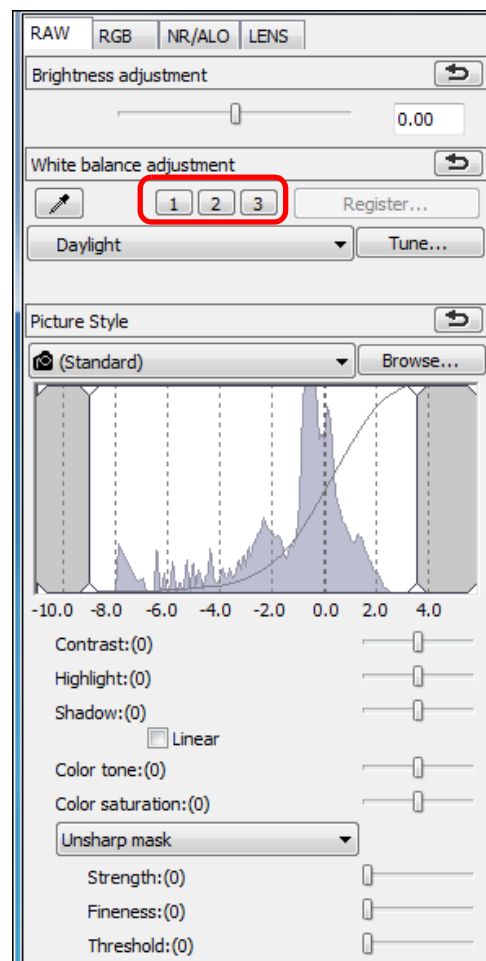 RAW RGB NR/ALO LENS
Brightness adjustment
0.00
White balance adjustment
1 2 3 Register...
Daylight Tune...
Picture Style
(Standard) Browse...
-10.0 -8.0 -6.0 -4.0 -2.0 0.0 2.0 4.0
Contrast:(0)
Highlight:(0)
Shadow:(0)
Linear
Color tone:(0)
Color saturation:(0)
Unsharp mask
Strength:(0)
Fineness:(0)
Threshold:(0)